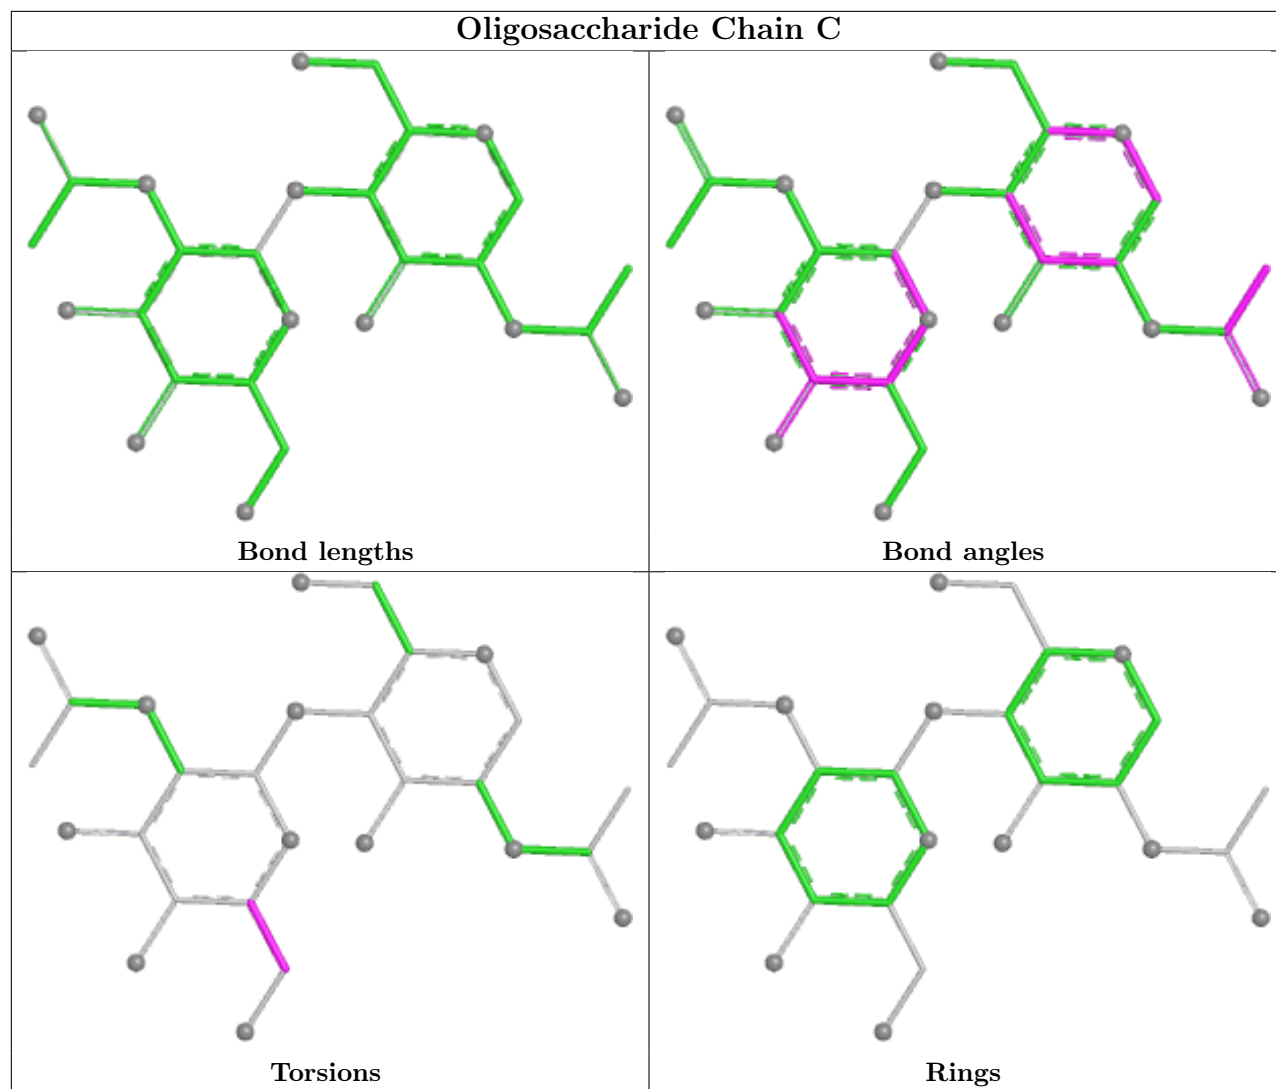 Oligosaccharide Chain C
Bond lengths
Bond angles
Torsions
Rings